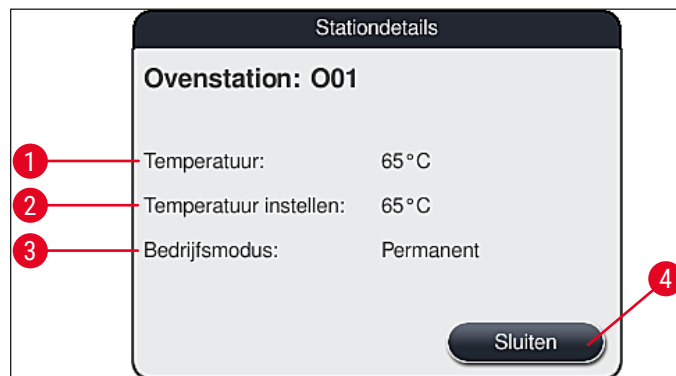 Stationdetails
Ovenstation: O01
1 Temperatuur: 65°C
2 Temperatuur instellen: 65°C
3 Bedrijfsmodus: Permanent
4
Sluiten